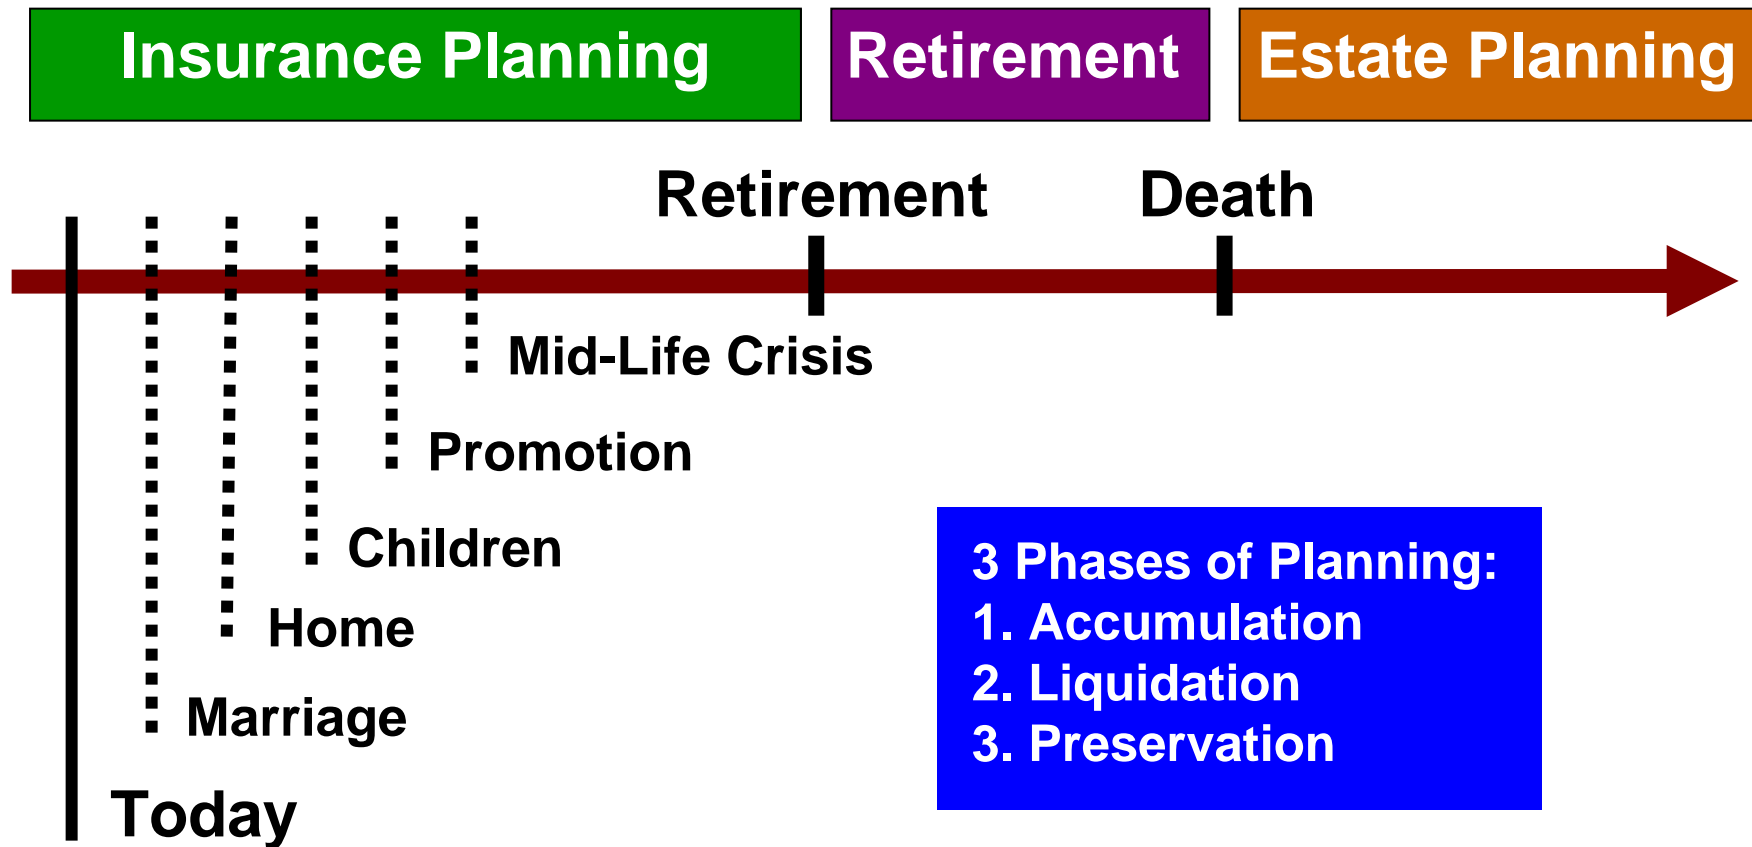 Insurance Planning
Retirement
Estate Planning
Retirement
Death
Mid-Life Crisis
Promotion
Children
Home
Marriage
Today
3 Phases of Planning:
1. Accumulation
2. Liquidation
3. Preservation